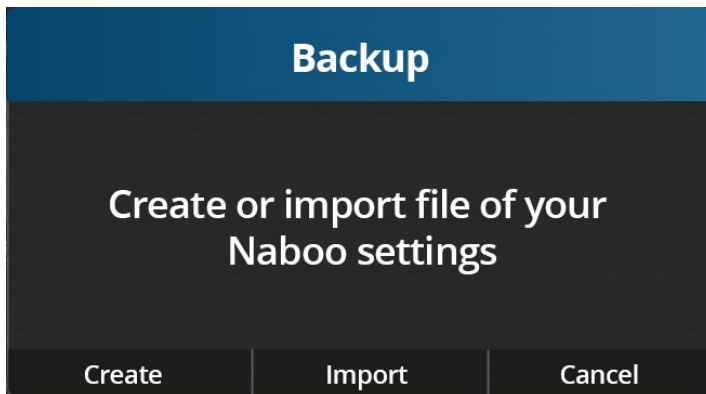 Backup
Create or import file of your
Naboo settings
Create Import Cancel